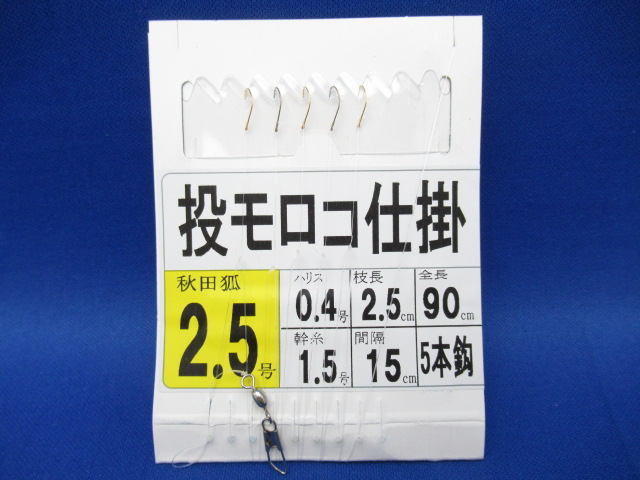 投モロコ仕掛
秋田狐
2.5号
ハリス
0.4号
枝長
2.5cm
全長
90cm
幹糸
1.5号
間隔
15cm
5本鈎